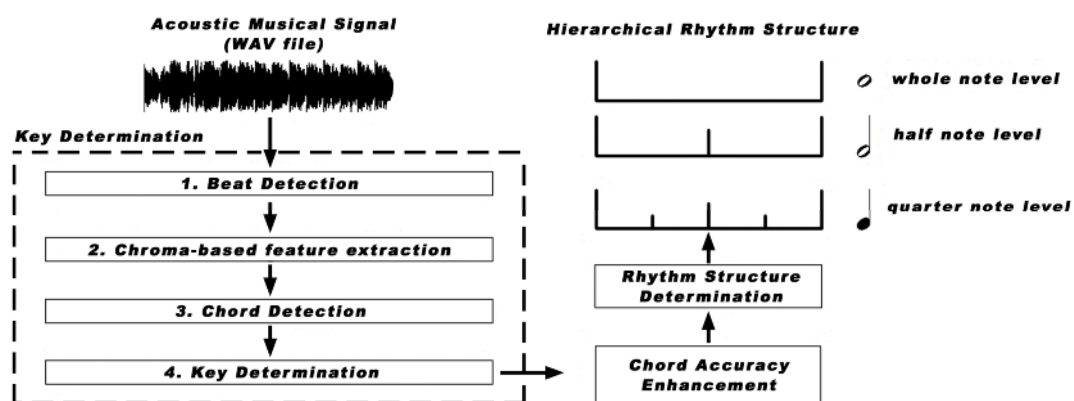 Acoustic Musical Signal
(WAV file)
Key Determination
1. Beat Detection
2. Chroma-based feature extraction
3. Chord Detection
4. Key Determination
Hierarchical Rhythm Structure
whole note level
half note level
quarter note level
Rhythm Structure
Determination
Chord Accuracy
Enhancement